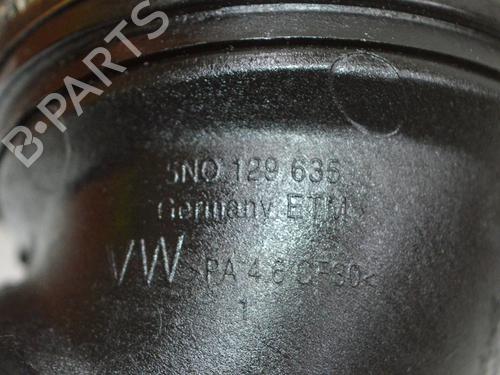 B·PARTS
5N0 129 635
Germany ETM
VW >PA 4.6 GF30<
1